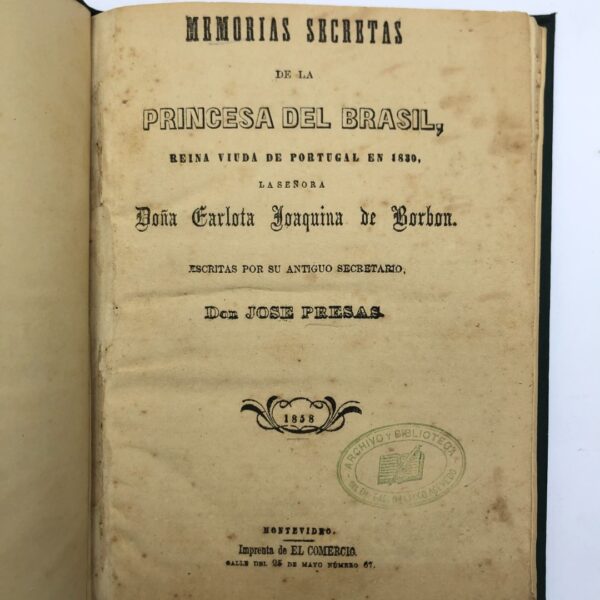 MEMORIAS SECRETAS
DE LA
PRINCESA DEL BRASIL,
REINA VIUDA DE PORTUGAL EN 1830,
LA SEÑORA
Doña Carlota Joaquina de Borbon.
ESCRITAS POR SU ANTIGUO SECRETARIO,
Don JOSE PRESAS.
1858
ARCHIVO Y BIBLIOTECA
MONTEVIDEO.
Imprenta de EL COMERCIO.
CALLE DEL 25 DE MAYO NÚMERO 67.